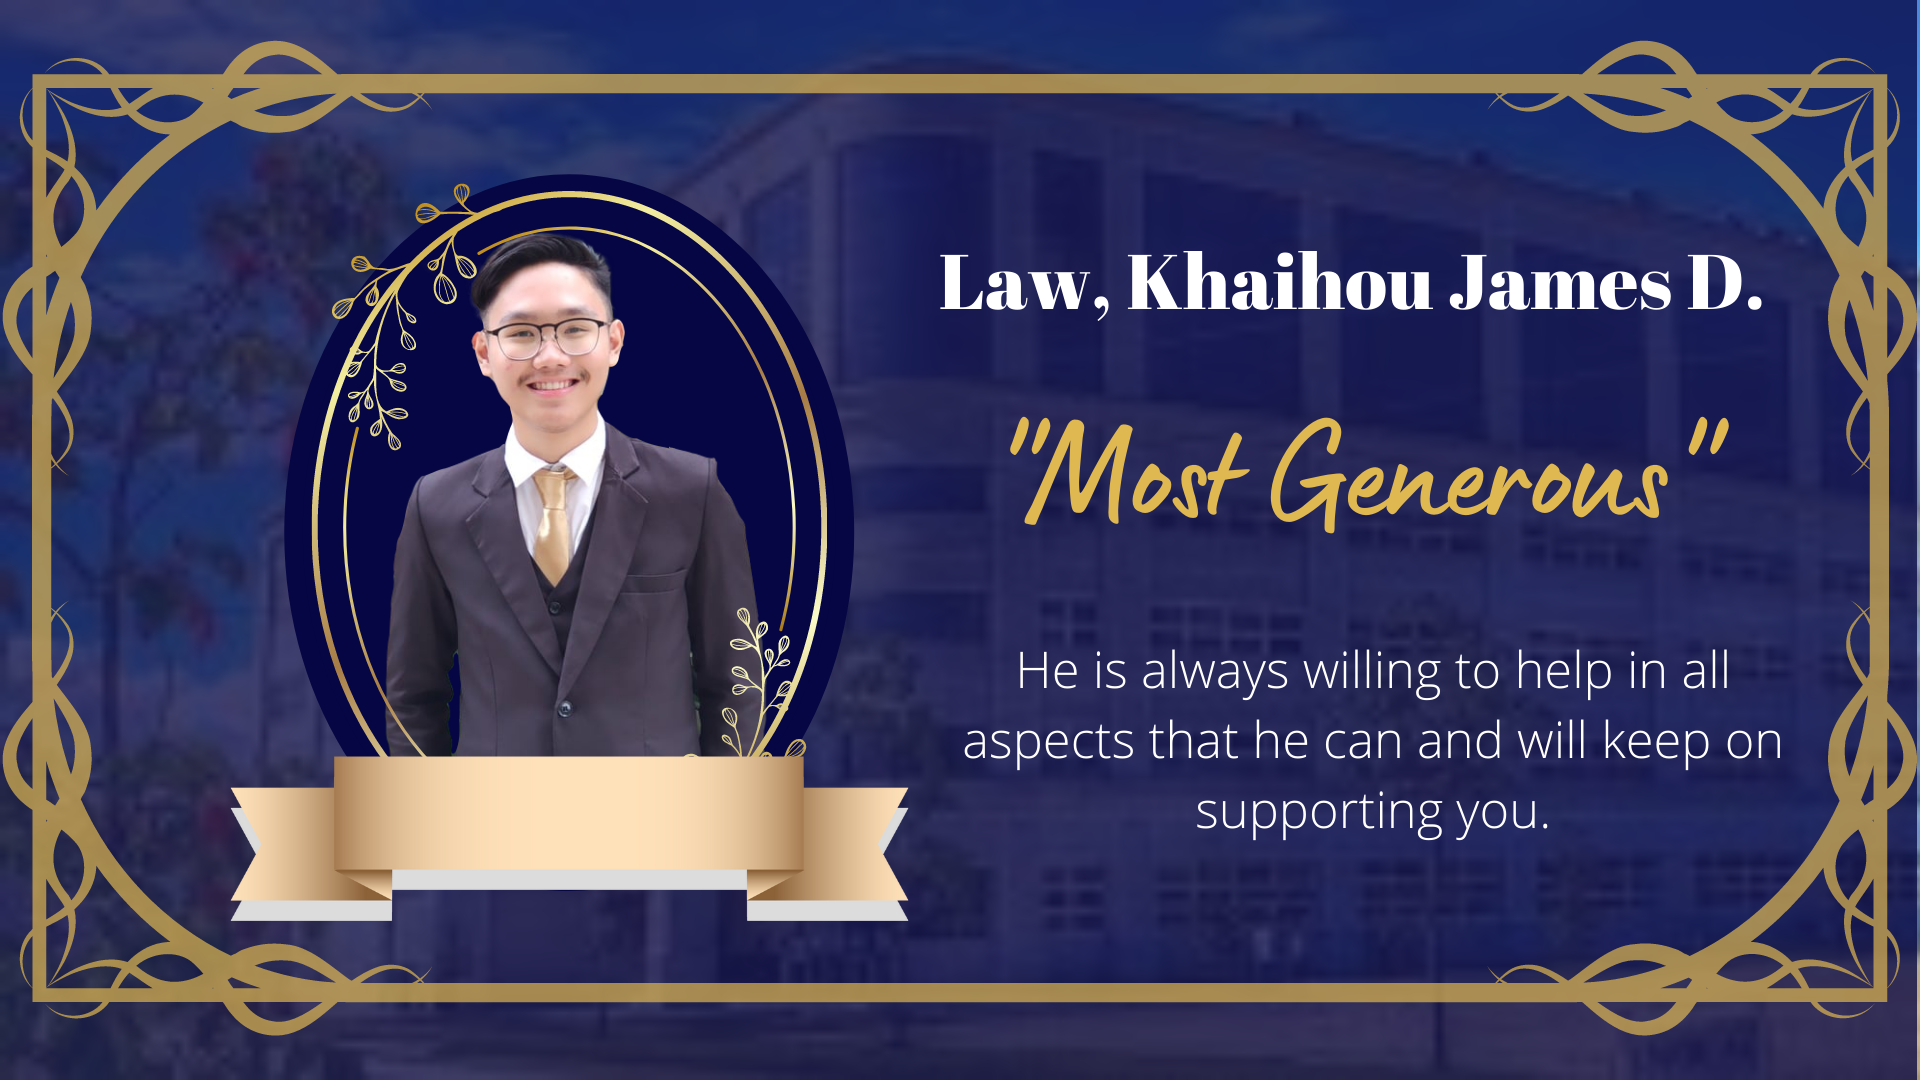 Law, Khaihou James D.
"Most Generous"
He is always willing to help in all
aspects that he can and will keep on
supporting you.